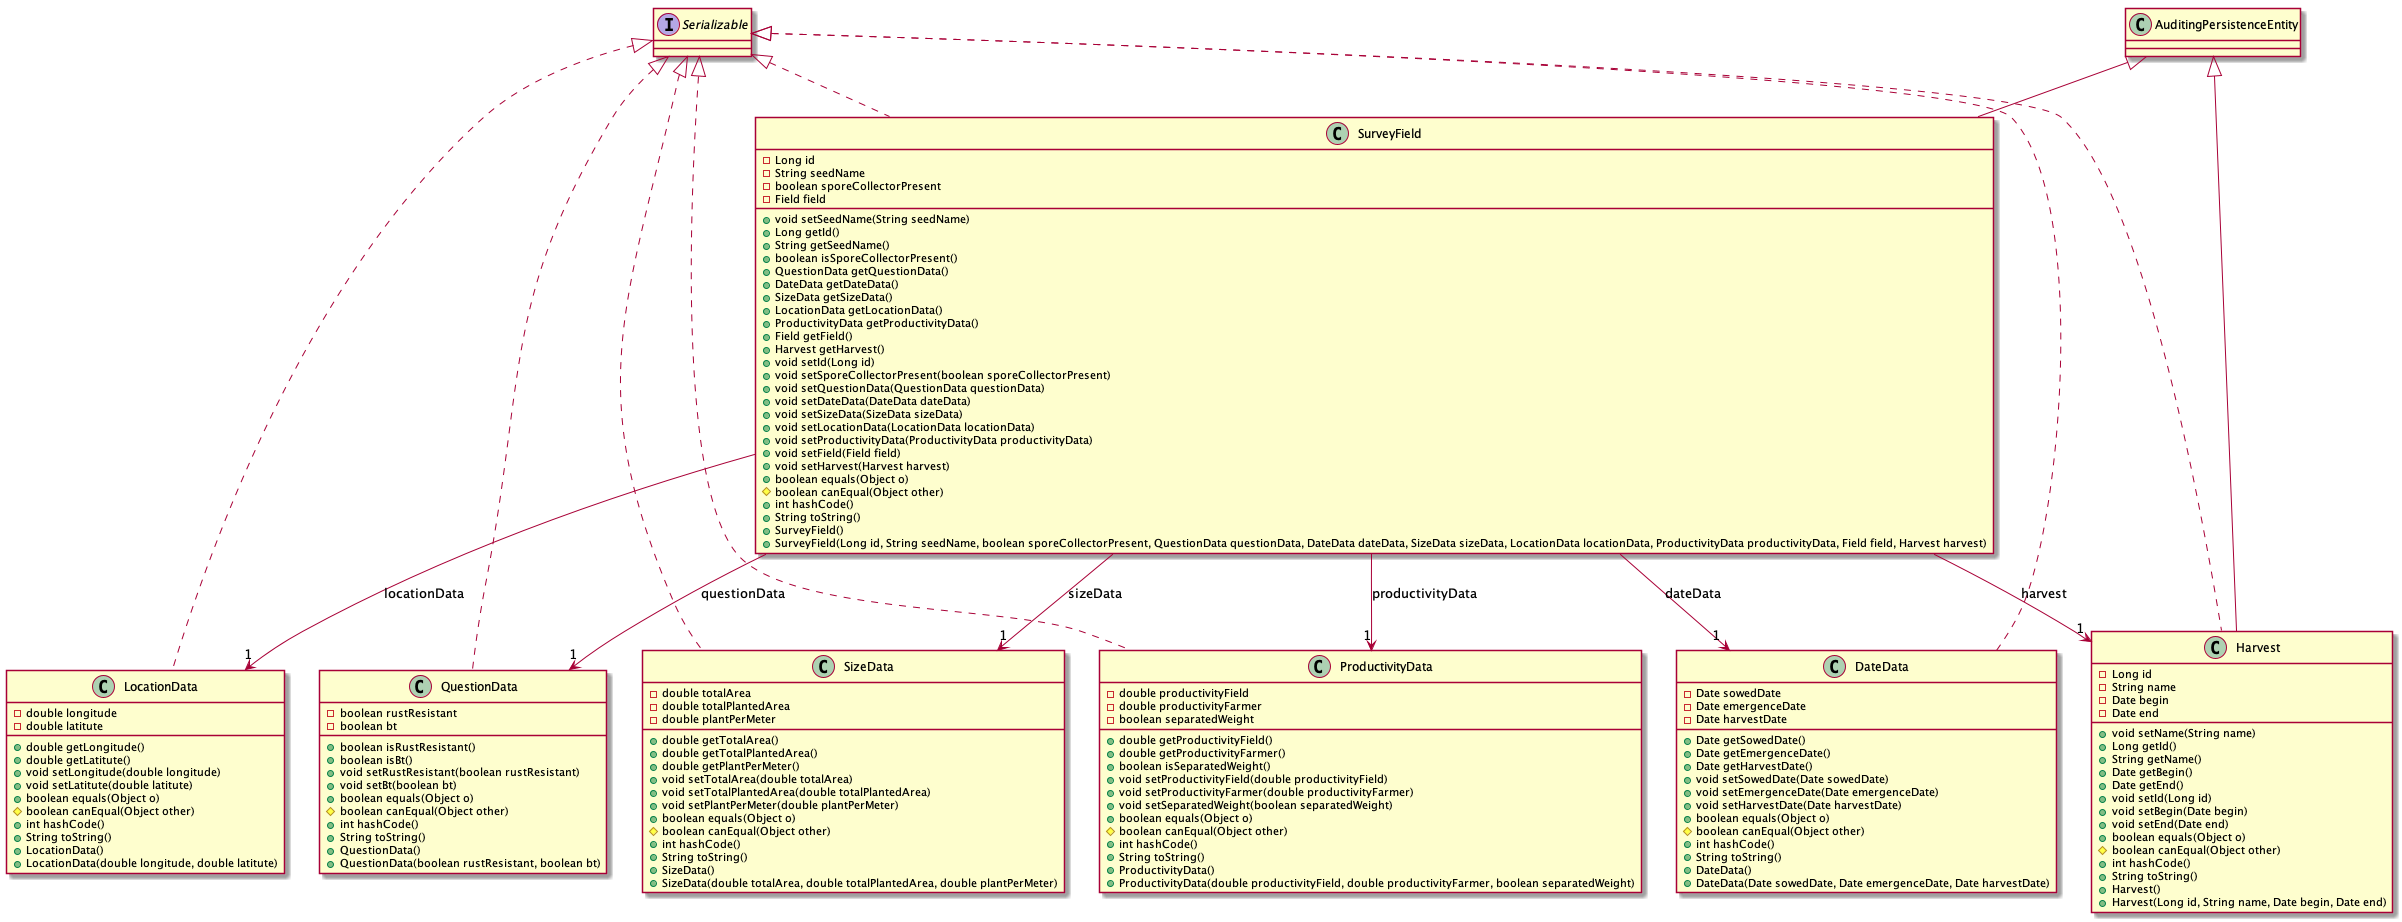 I Serializable
C AuditingPersistenceEntity
C SurveyField
Long id
String seedName
boolean sporeCollectorPresent
Field field
void setSeedName(String seedName)
Long getId()
String getSeedName()
boolean isSporeCollectorPresent()
QuestionData getQuestionData()
DateData getDateData()
SizeData getSizeData()
LocationData getLocationData()
ProductivityData getProductivityData()
Field getField()
Harvest getHarvest()
void setId(Long id)
void setSporeCollectorPresent(boolean sporeCollectorPresent)
void setQuestionData(QuestionData questionData)
void setDateData(DateData dateData)
void setSizeData(SizeData sizeData)
void setLocationData(LocationData locationData)
void setProductivityData(ProductivityData productivityData)
void setField(Field field)
void setHarvest(Harvest harvest)
boolean equals(Object o)
boolean canEqual(Object other)
int hashCode()
String toString()
SurveyField()
SurveyField(Long id, String seedName, boolean sporeCollectorPresent, QuestionData questionData, DateData dateData, SizeData sizeData, LocationData locationData, ProductivityData productivityData, Field field, Harvest harvest)
locationData
questionData
sizeData
productivityData
dateData
harvest
1
1
1
1
1
1
C LocationData
double longitude
double latitute
double getLongitude()
double getLatitute()
void setLongitude(double longitude)
void setLatitute(double latitute)
boolean equals(Object o)
boolean canEqual(Object other)
int hashCode()
String toString()
LocationData()
LocationData(double longitude, double latitute)
C QuestionData
boolean rustResistant
boolean bt
boolean isRustResistant()
boolean isBt()
void setRustResistant(boolean rustResistant)
void setBt(boolean bt)
boolean equals(Object o)
boolean canEqual(Object other)
int hashCode()
String toString()
QuestionData()
QuestionData(boolean rustResistant, boolean bt)
C SizeData
double totalArea
double totalPlantedArea
double plantPerMeter
double getTotalArea()
double getTotalPlantedArea()
double getPlantPerMeter()
void setTotalArea(double totalArea)
void setTotalPlantedArea(double totalPlantedArea)
void setPlantPerMeter(double plantPerMeter)
boolean equals(Object o)
boolean canEqual(Object other)
int hashCode()
String toString()
SizeData()
SizeData(double totalArea, double totalPlantedArea, double plantPerMeter)
C ProductivityData
double productivityField
double productivityFarmer
boolean separatedWeight
double getProductivityField()
double getProductivityFarmer()
boolean isSeparatedWeight()
void setProductivityField(double productivityField)
void setProductivityFarmer(double productivityFarmer)
void setSeparatedWeight(boolean separatedWeight)
boolean equals(Object o)
boolean canEqual(Object other)
int hashCode()
String toString()
ProductivityData()
ProductivityData(double productivityField, double productivityFarmer, boolean separatedWeight)
C DateData
Date sowedDate
Date emergenceDate
Date harvestDate
Date getSowedDate()
Date getEmergenceDate()
Date getHarvestDate()
void setSowedDate(Date sowedDate)
void setEmergenceDate(Date emergenceDate)
void setHarvestDate(Date harvestDate)
boolean equals(Object o)
boolean canEqual(Object other)
int hashCode()
String toString()
DateData()
DateData(Date sowedDate, Date emergenceDate, Date harvestDate)
C Harvest
Long id
String name
Date begin
Date end
void setName(String name)
Long getId()
String getName()
Date getBegin()
Date getEnd()
void setId(Long id)
void setBegin(Date begin)
void setEnd(Date end)
boolean equals(Object o)
boolean canEqual(Object other)
int hashCode()
String toString()
Harvest()
Harvest(Long id, String name, Date begin, Date end)